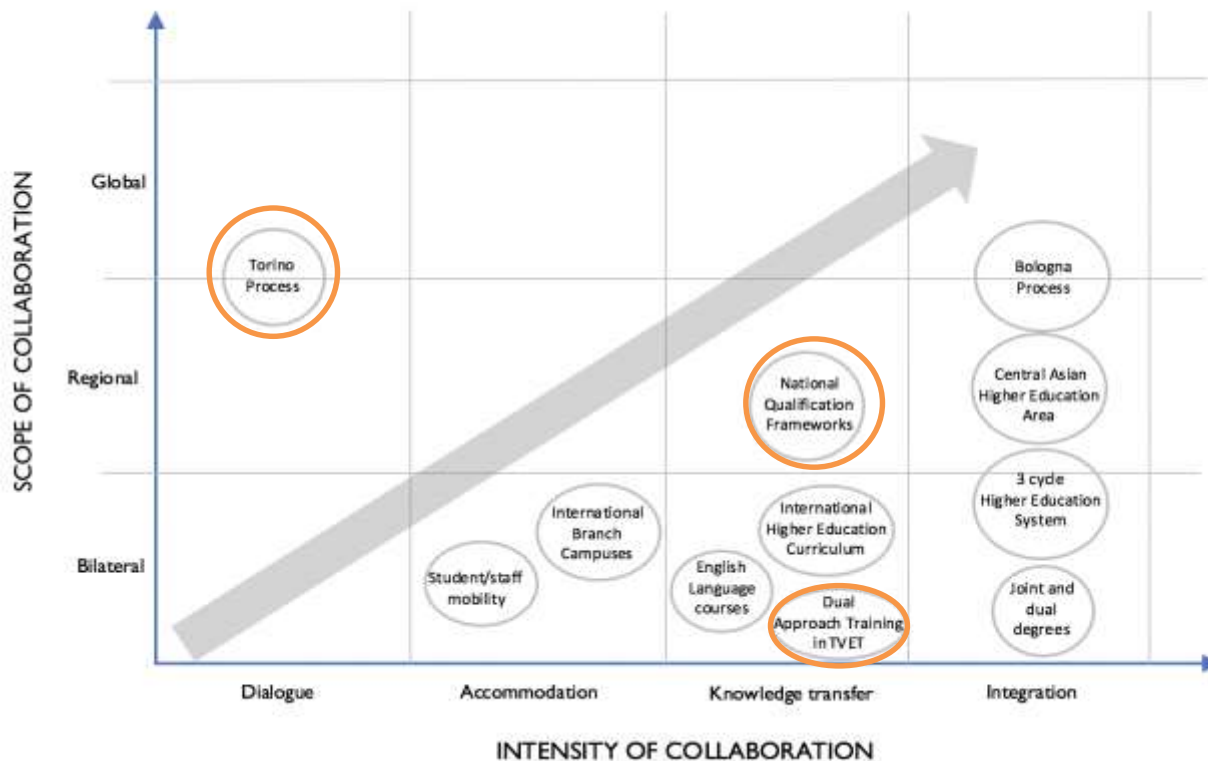 SCOPE OF COLLABORATION
Global
Regional
Bilateral
Torino
Process
Bologna
Process
National
Qualification
Frameworks
Central Asian
Higher Education
Area
3 cycle
Higher Education
System
International
Branch
Campuses
International
Higher Education
Curriculum
Student/staff
mobility
English
Language
courses
Dual
Approach Training
in TVET
Joint and
dual
degrees
Dialogue
Accommodation
Knowledge transfer
Integration
INTENSITY OF COLLABORATION